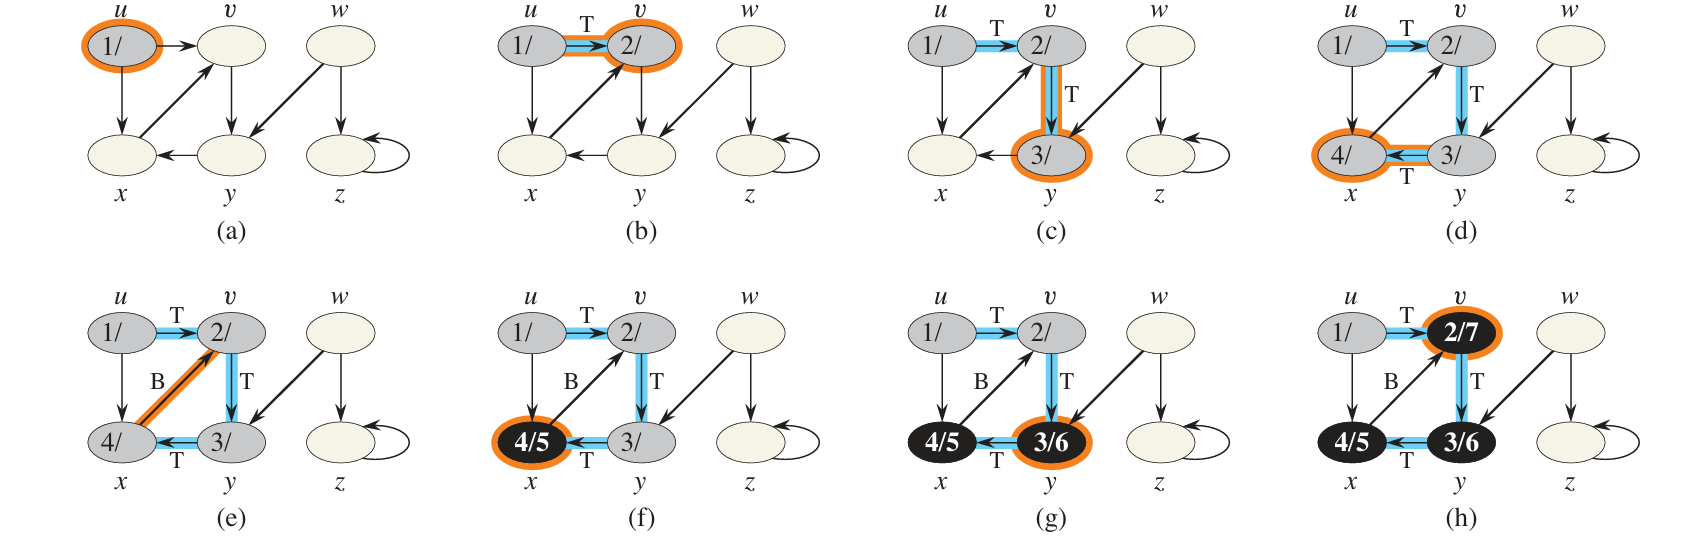 u v w u v w u v w u v w
T T T
1/ 2/ 1/ 2/ 1/ 2/
1/
T T
3/ 4/ 3/
T
x y z x y z x y z x y z
(a) (b) (c) (d)
u v w u v w u v w u v w
T T T T
1/ 2/ 1/ 2/ 1/ 2/ 1/ 2/7
B T B T B T B T
4/ 3/ 4/5 3/ 4/5 3/6 4/5 3/6
T T T T
x y z x y z x y z x y z
(e) (f) (g) (h)